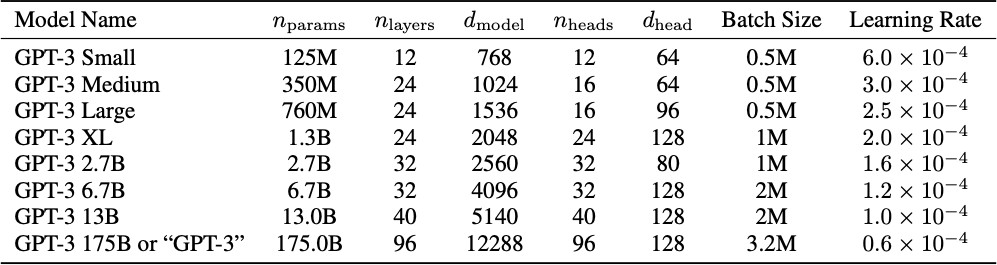 Model Name n_params n_layers d_model n_heads d_head Batch Size Learning Rate
GPT-3 Small 125M 12 768 12 64 0.5M 6.0 × 10^−4
GPT-3 Medium 350M 24 1024 16 64 0.5M 3.0 × 10^−4
GPT-3 Large 760M 24 1536 16 96 0.5M 2.5 × 10^−4
GPT-3 XL 1.3B 24 2048 24 128 1M 2.0 × 10^−4
GPT-3 2.7B 2.7B 32 2560 32 80 1M 1.6 × 10^−4
GPT-3 6.7B 6.7B 32 4096 32 128 2M 1.2 × 10^−4
GPT-3 13B 13.0B 40 5140 40 128 2M 1.0 × 10^−4
GPT-3 175B or “GPT-3” 175.0B 96 12288 96 128 3.2M 0.6 × 10^−4